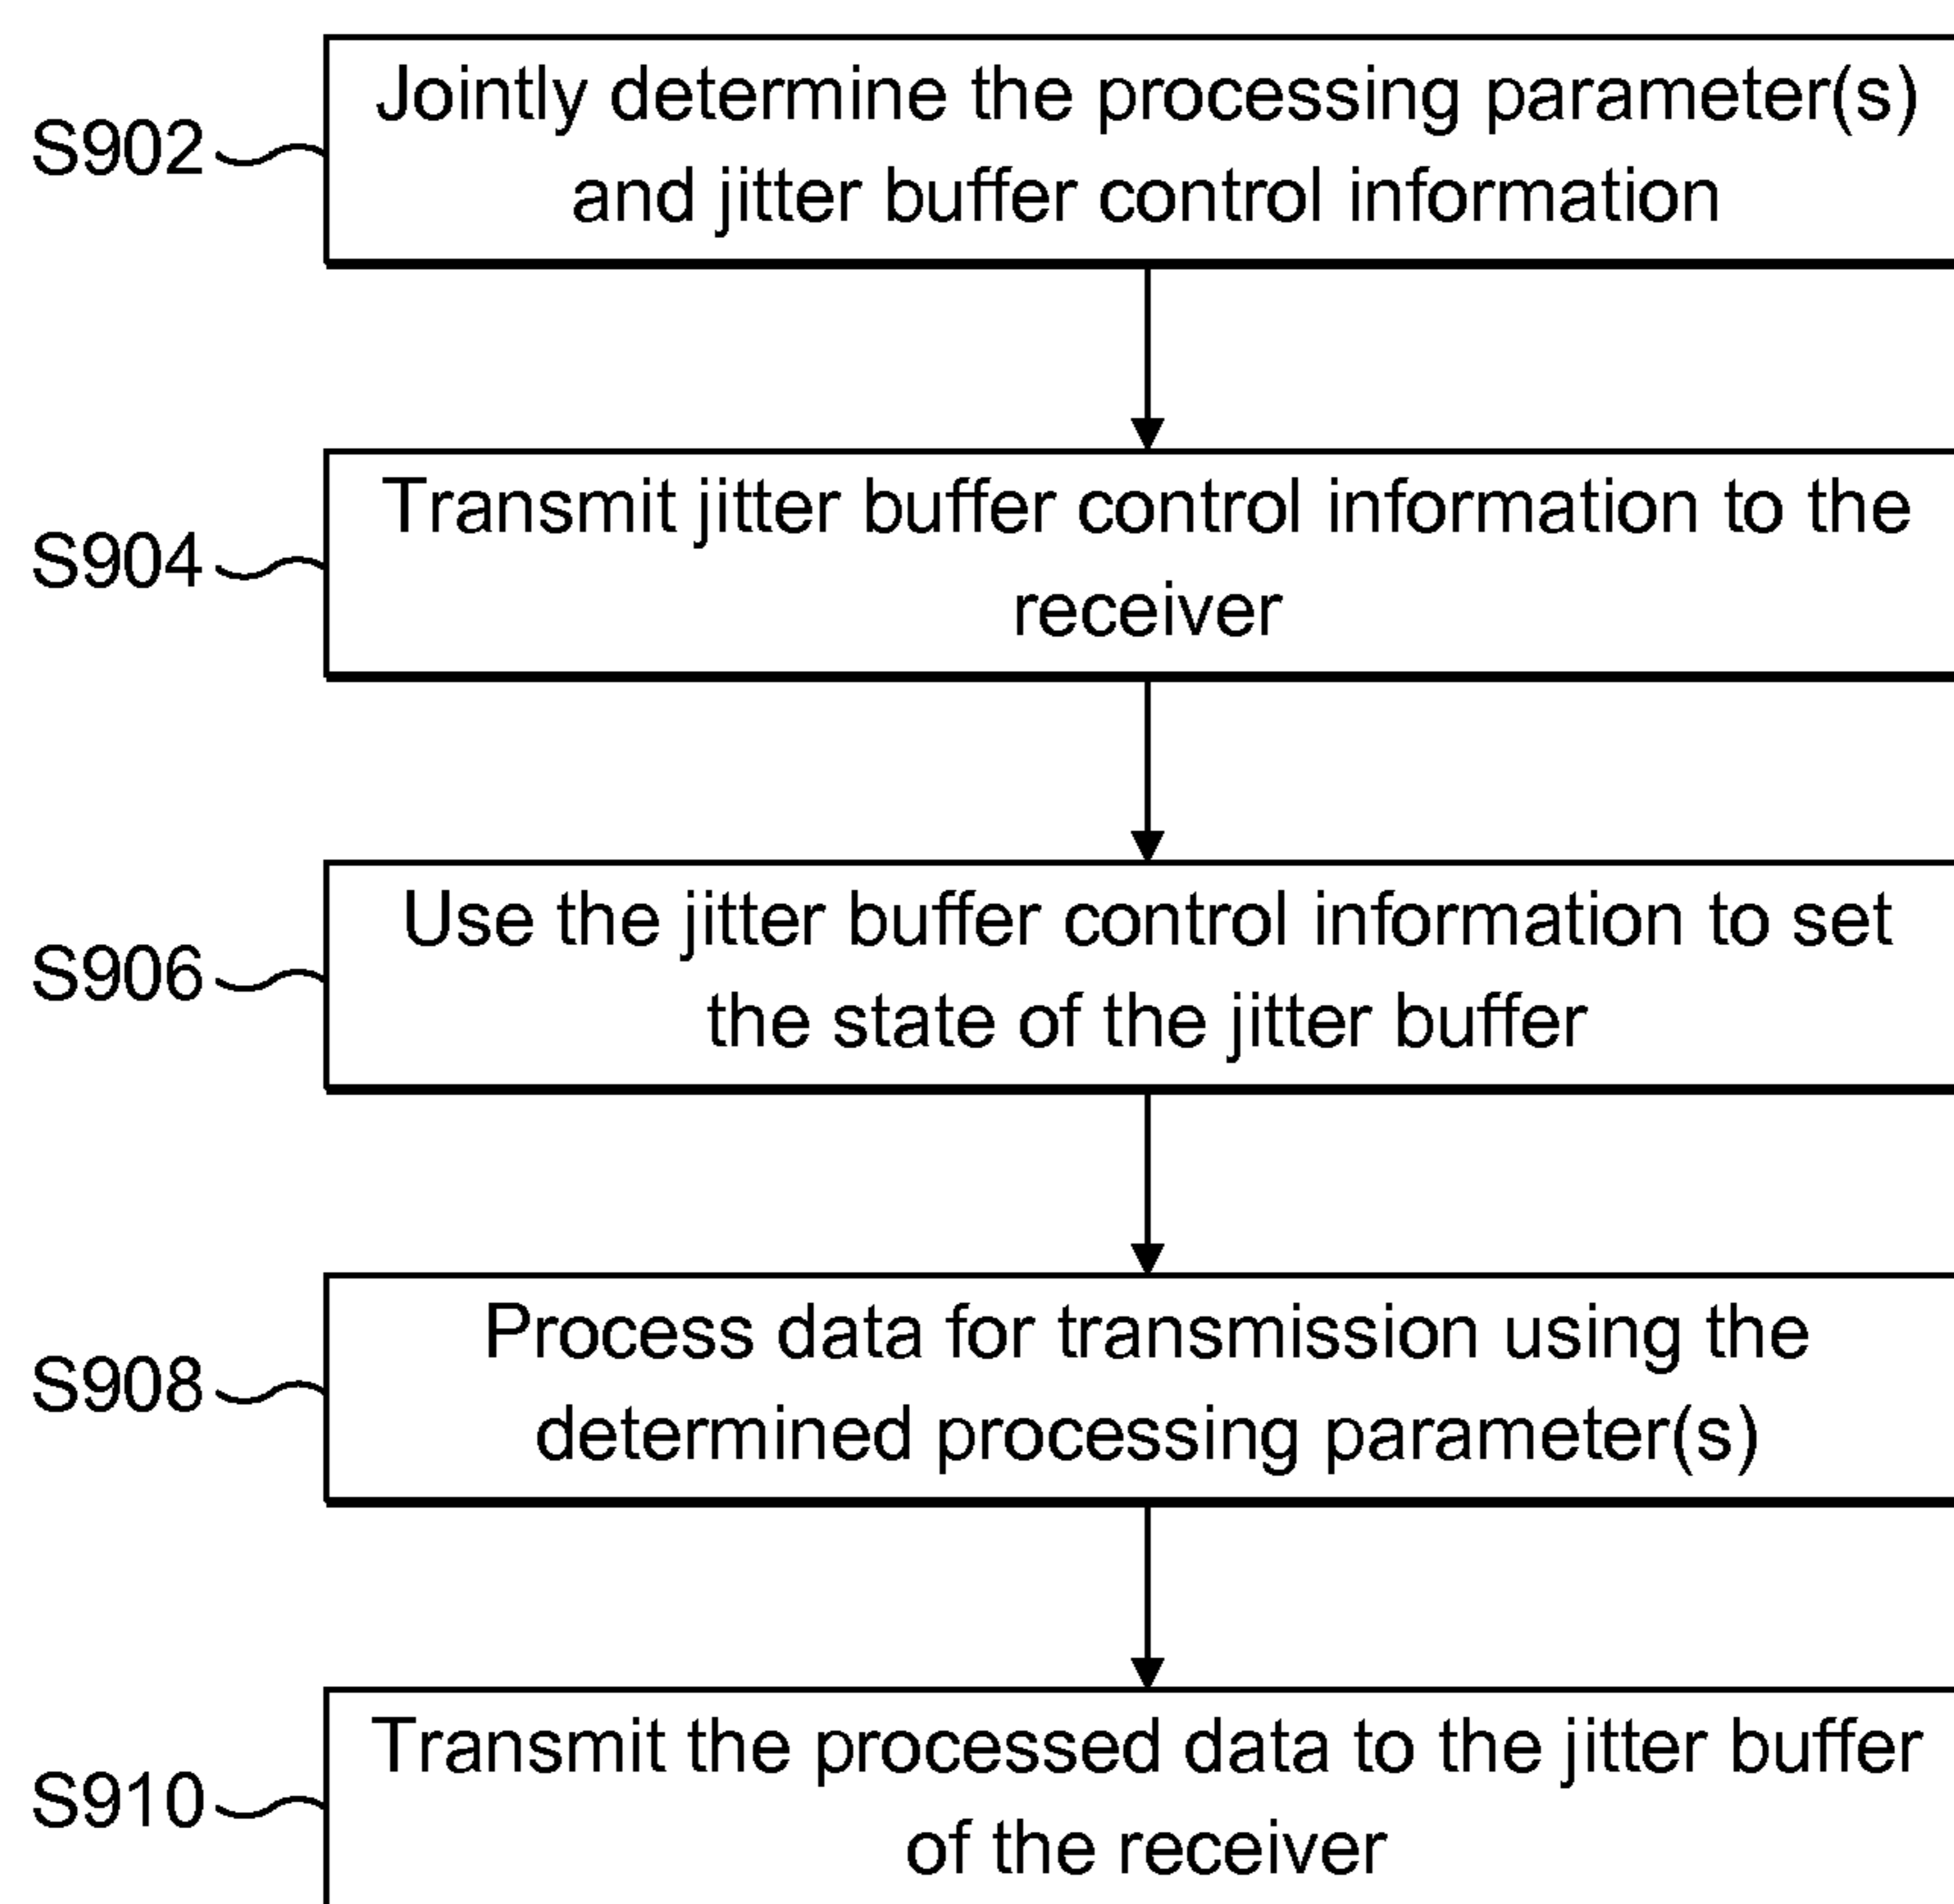 S902
Jointly determine the processing parameter(s)
and jitter buffer control information
S904
Transmit jitter buffer control information to the
receiver
S906
Use the jitter buffer control information to set
the state of the jitter buffer
S908
Process data for transmission using the
determined processing parameter(s)
S910
Transmit the processed data to the jitter buffer
of the receiver